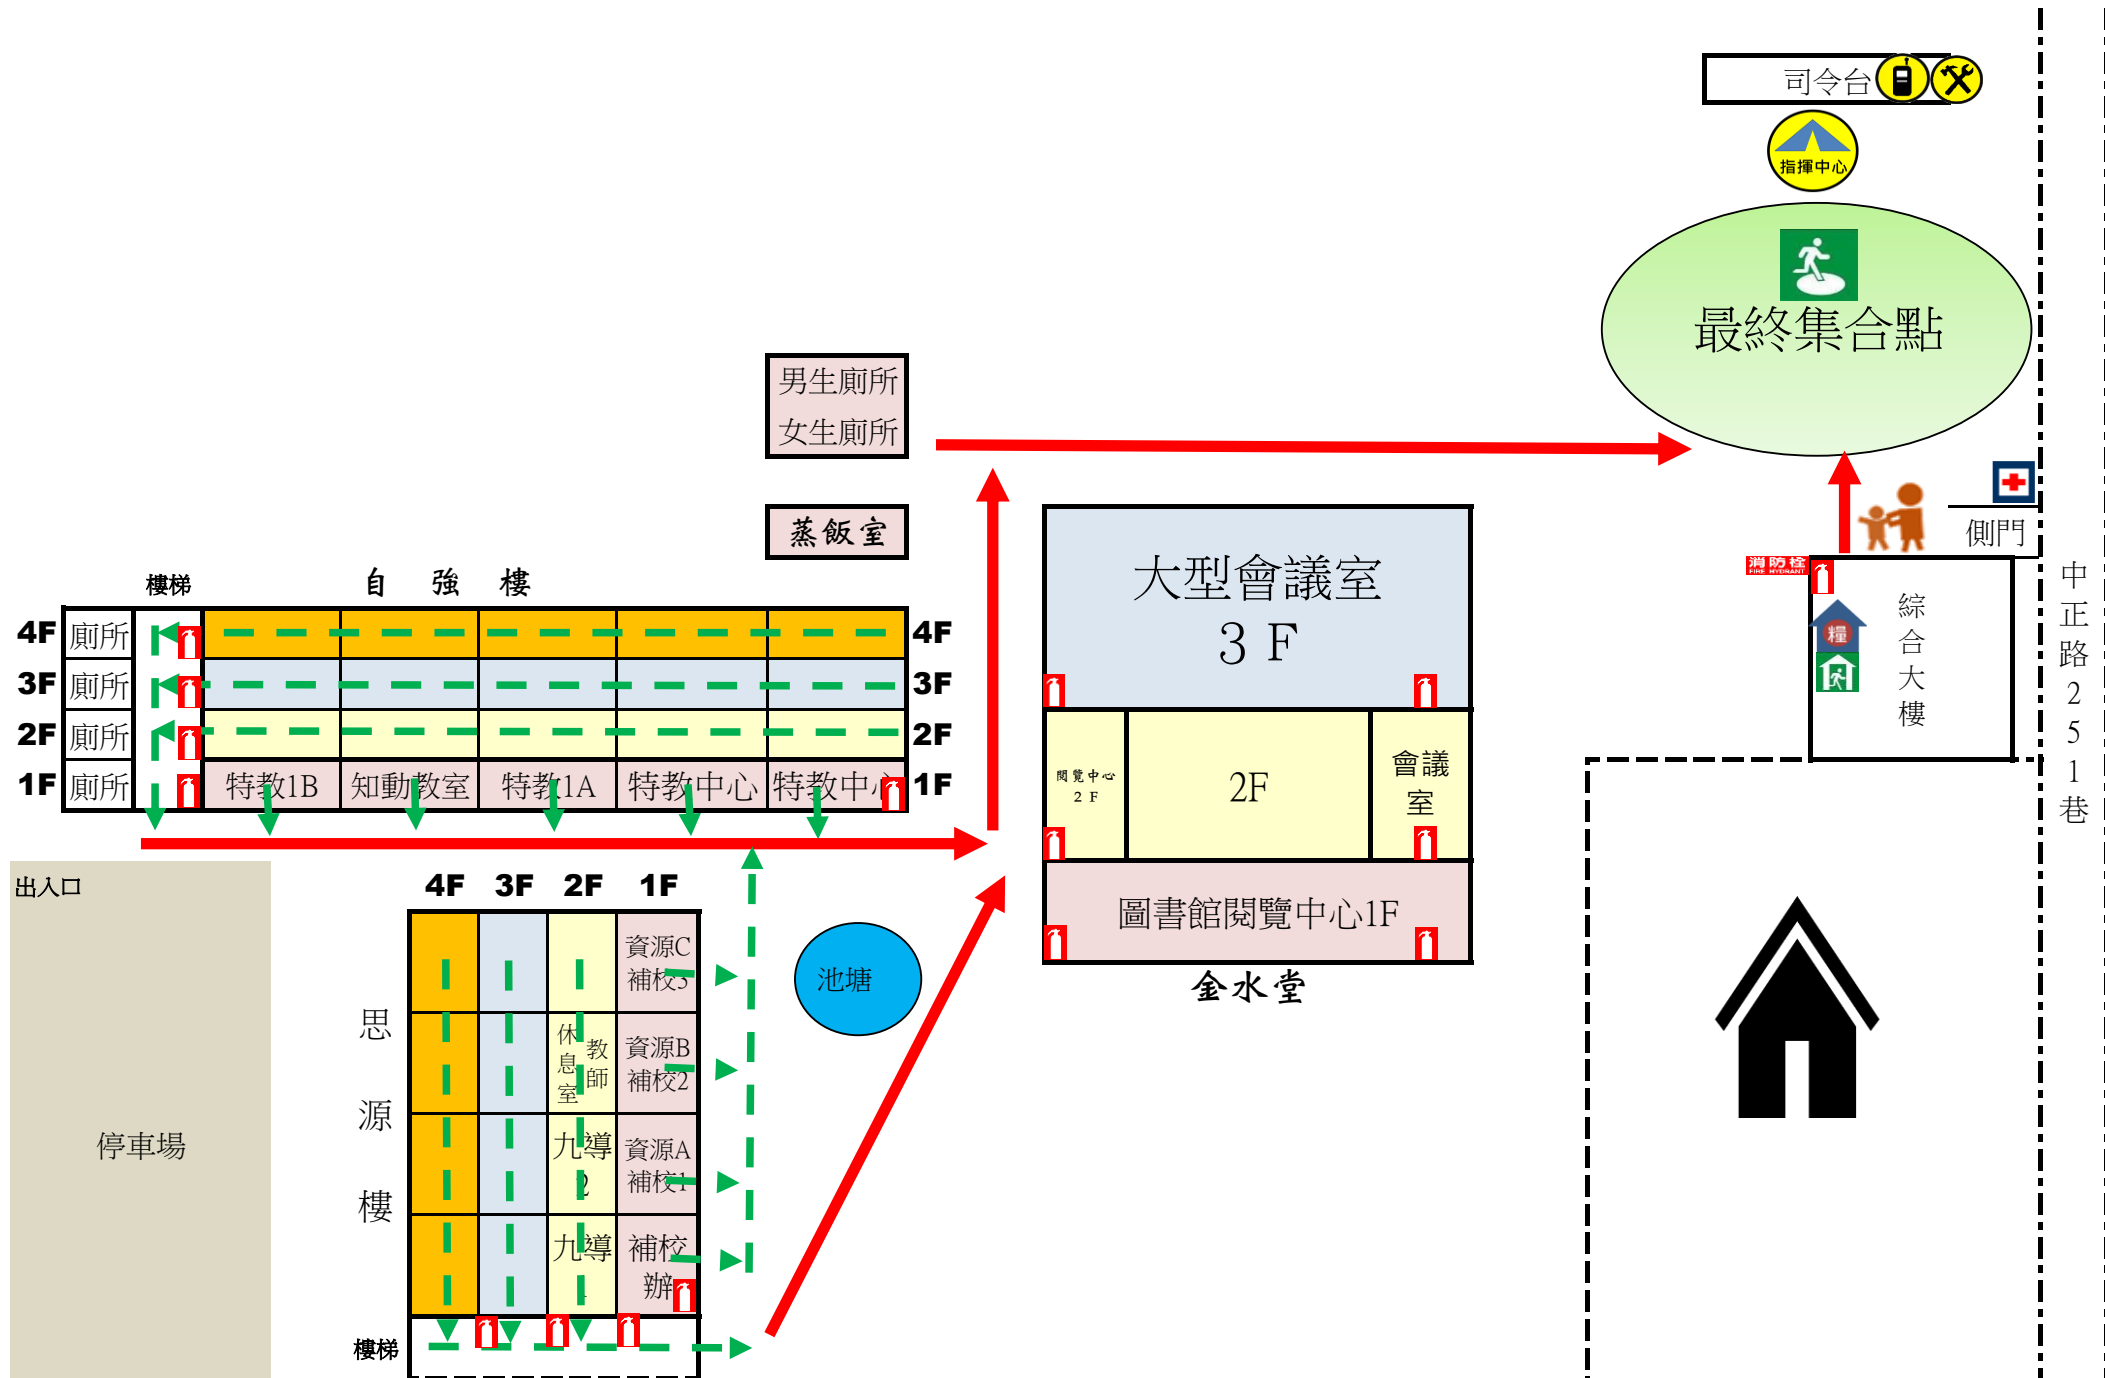 司令台
指揮中心
最終集合點
男生廁所
女生廁所
蒸飯室
側門
消防栓
FIRE HYDRANT
糧
綜合大樓
中正路251巷
大型會議室
3 F
閱覽中心
2 F
2F
會議
室
圖書館閱覽中心1F
金水堂
樓梯
自 強 樓
4F 廁所 4F
3F 廁所 3F
2F 廁所 2F
1F 廁所 特教1B 知動教室 特教1A 特教中心 特教中心 1F
出入口
停車場
池塘
4F 3F 2F 1F
思源樓
資源C
補校3
教師
休息室
資源B
補校2
九導
2
資源A
補校1
九導
1
補校
辦
樓梯